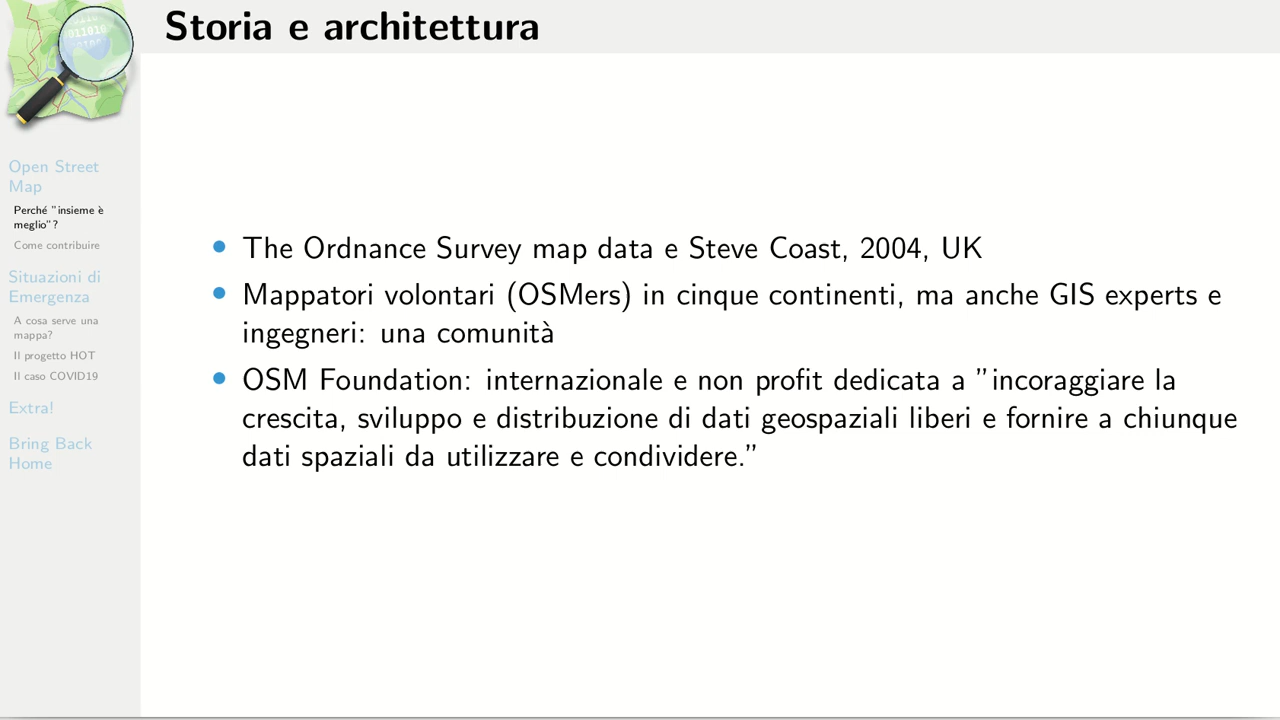 Storia e architettura
Open Street
Map
Perché "insieme è
meglio"?
Come contribuire
Situazioni di
Emergenza
A cosa serve una
mappa?
Il progetto HOT
Il caso COVID19
Extra!
Bring Back
Home
The Ordnance Survey map data e Steve Coast, 2004, UK
Mappatori volontari (OSMers) in cinque continenti, ma anche GIS experts e
ingegneri: una comunità
OSM Foundation: internazionale e non profit dedicata a ”incoraggiare la
crescita, sviluppo e distribuzione di dati geospaziali liberi e fornire a chiunque
dati spaziali da utilizzare e condividere.”